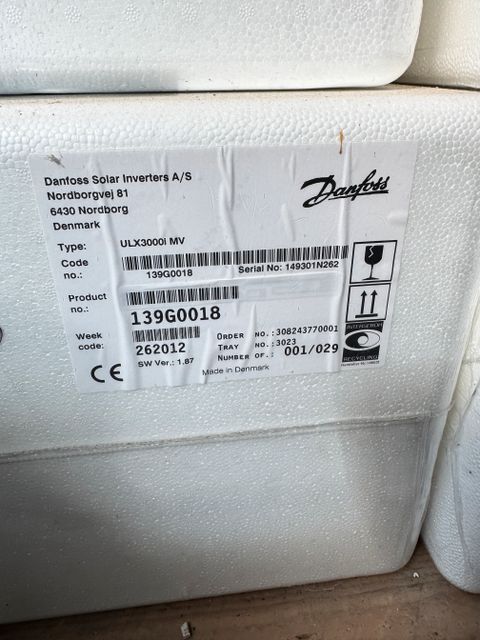 Danfoss Solar Inverters A/S
Nordborgvej 81
6430 Nordborg
Denmark
Danfoss
Type: ULX3000i MV
Code no.: 139G0018 Serial No: 149301N262
Product no.: 139G0018
Week code: 262012
SW Ver.: 1.87
ORDER NO.: 308243770001
TRAY NO.: 3023
NUMBER OF.: 001/029
CE
Made in Denmark
INTERSEROH
RECYCLING